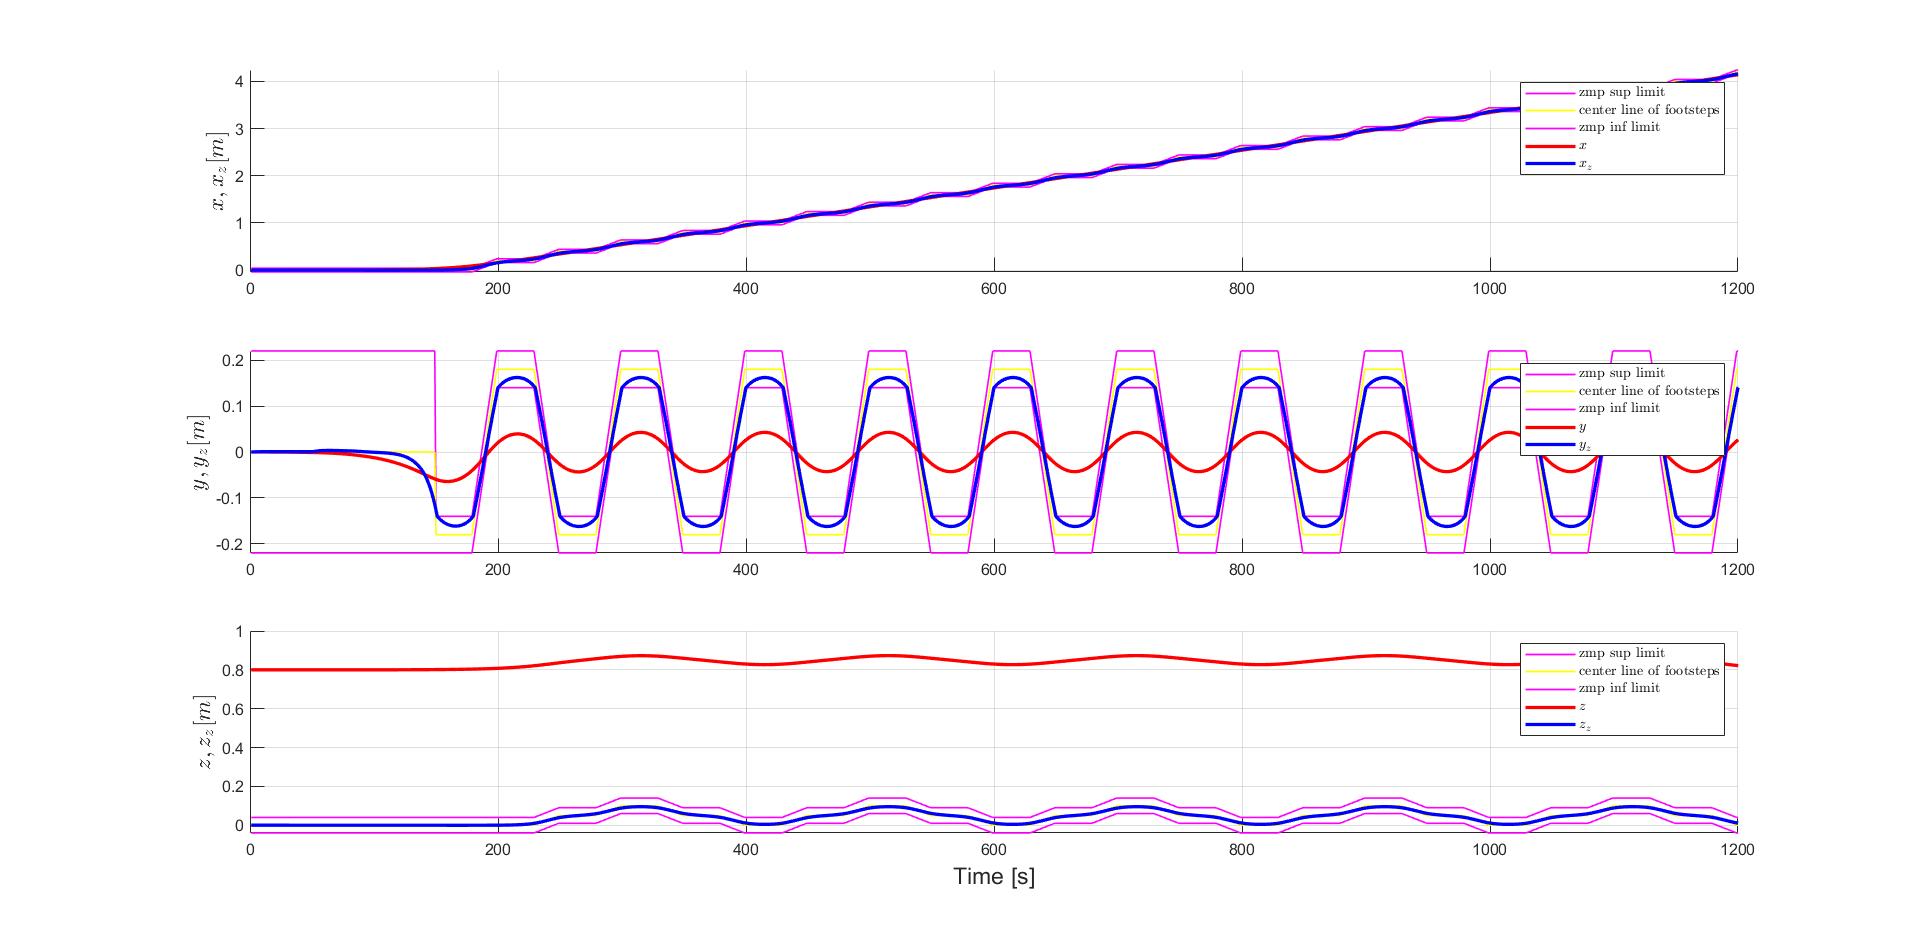 x, x_z [m]
4
3
2
1
0
0 200 400 600 800 1000 1200
zmp sup limit
center line of footsteps
zmp inf limit
x
x_z
y, y_z [m]
0.2
0.1
0
-0.1
-0.2
0 200 400 600 800 1000 1200
zmp sup limit
center line of footsteps
zmp inf limit
y
y_z
z, z_z [m]
1
0.8
0.6
0.4
0.2
0
0 200 400 600 800 1000 1200
zmp sup limit
center line of footsteps
zmp inf limit
z
z_z
Time [s]